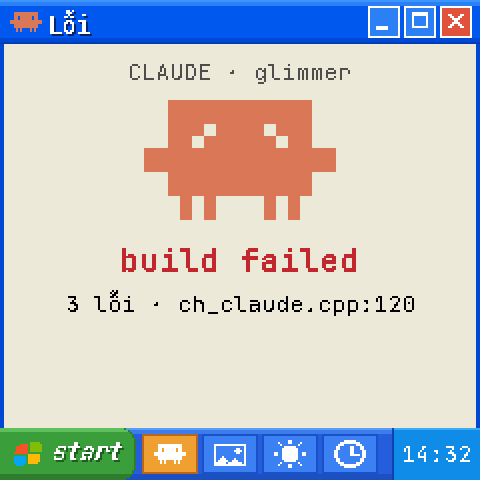 Lỗi
CLAUDE · glimmer
build failed
3 lỗi · ch_claude.cpp:120
start
14:32